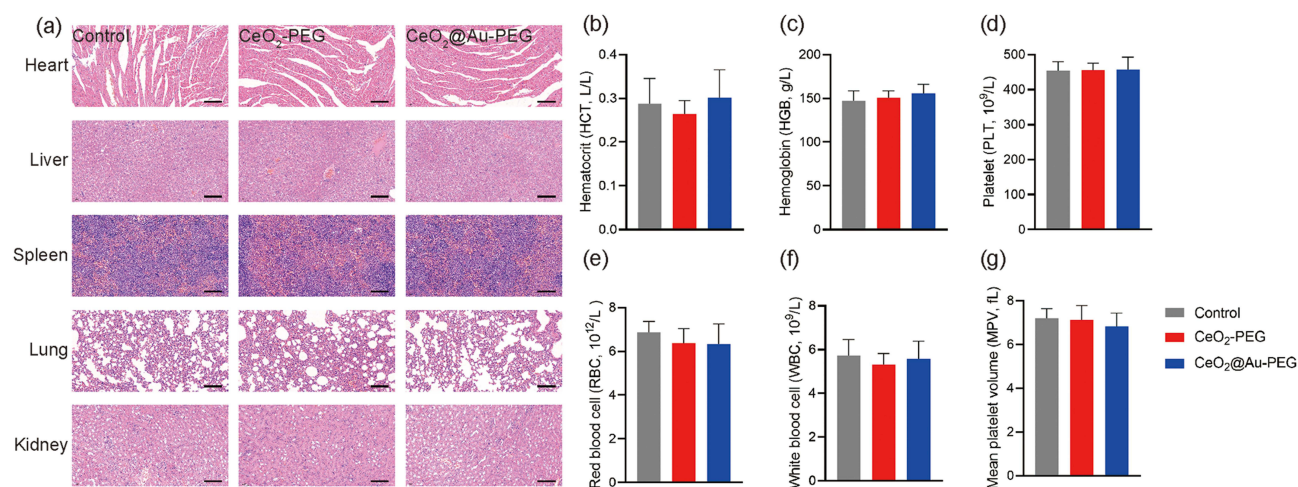 (a)
Control
CeO₂-PEG
CeO₂@Au-PEG
Heart
Liver
Spleen
Lung
Kidney
(b)
Hematocrit (HCT, L/L)
0.4
0.3
0.2
0.1
0.0
(c)
Hemoglobin (HGB, g/L)
200
150
100
50
0
(d)
Platelet (PLT, 10⁹/L)
500
400
300
200
100
0
(e)
Red blood cell (RBC, 10¹²/L )
8
6
4
2
0
(f)
White blood cell (WBC, 10⁹/L)
8
6
4
2
0
(g)
Mean platelet volume (MPV, fL)
8
6
4
2
0
Control
CeO₂-PEG
CeO₂@Au-PEG